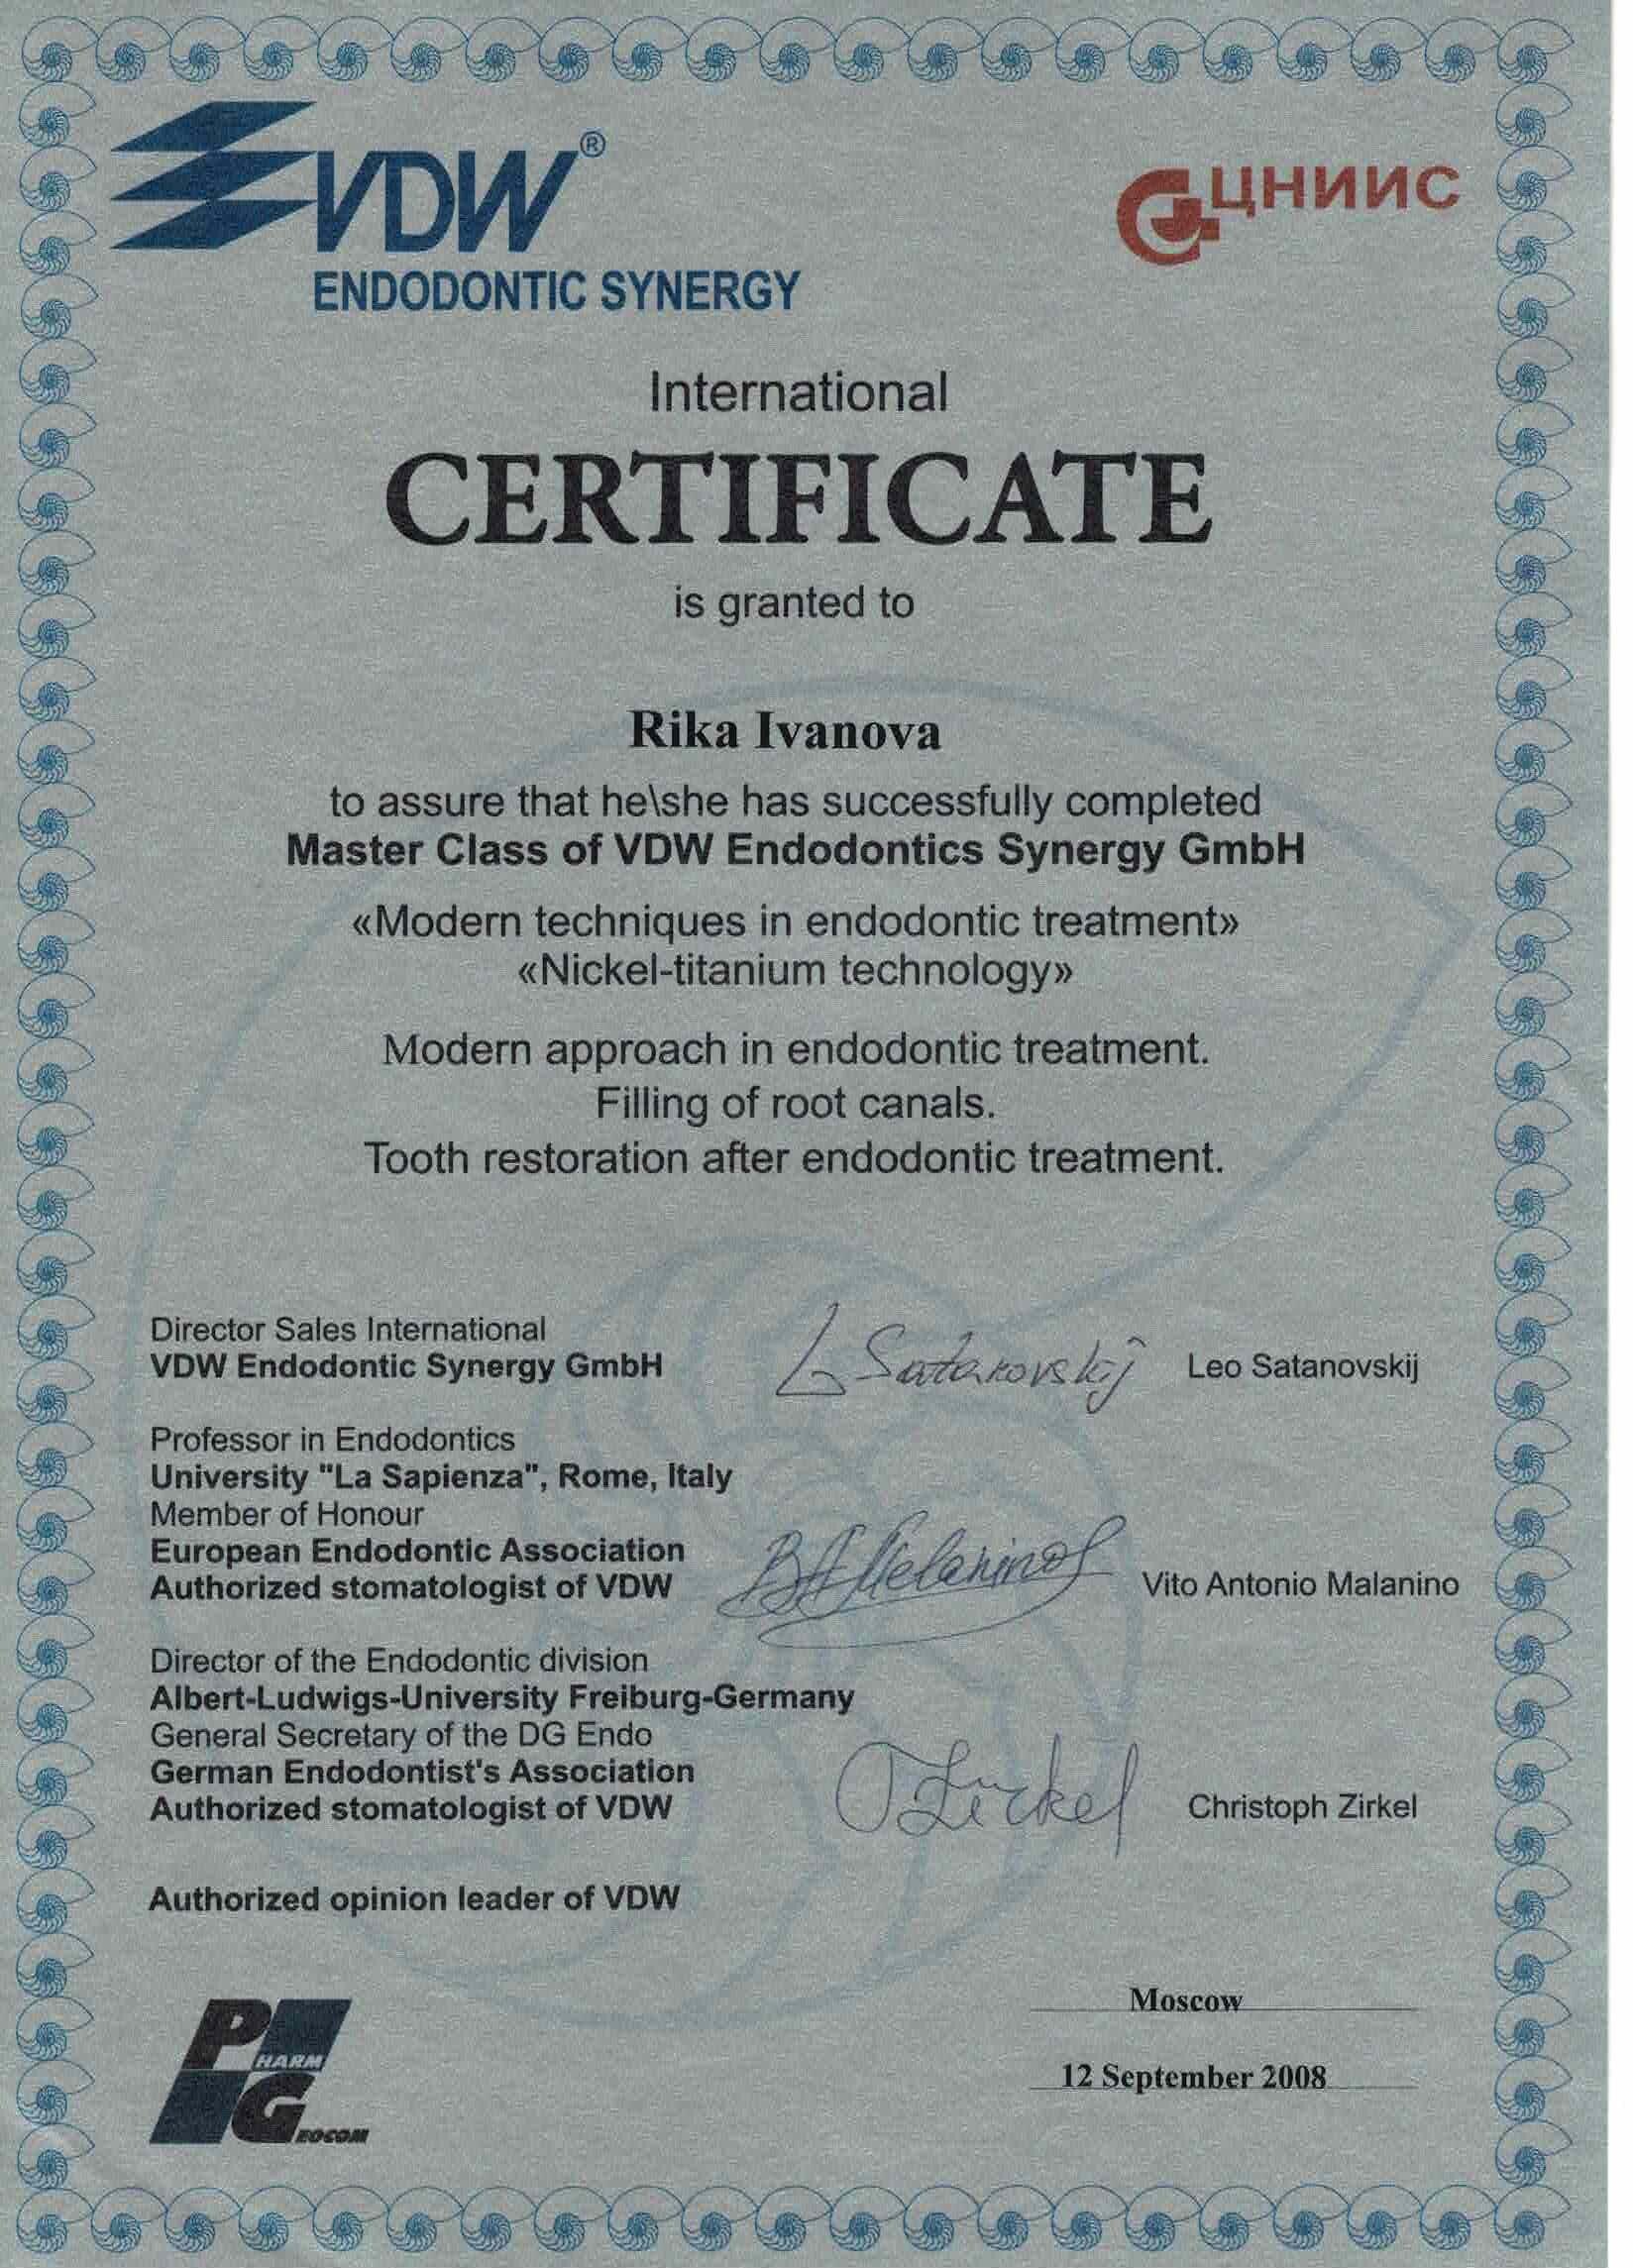 VDW®
ЦНИИС
ENDODONTIC SYNERGY
International
CERTIFICATE
is granted to
Rika Ivanova
to assure that he\she has successfully completed
Master Class of VDW Endodontics Synergy GmbH
«Modern techniques in endodontic treatment»
«Nickel-titanium technology»
Modern approach in endodontic treatment.
Filling of root canals.
Tooth restoration after endodontic treatment.
Director Sales International
VDW Endodontic Synergy GmbH
L Satanovskij
Leo Satanovskij
Professor in Endodontics
University "La Sapienza", Rome, Italy
Member of Honour
European Endodontic Association
Authorized stomatologist of VDW
Vito Antonio Malanino
Director of the Endodontic division
Albert-Ludwigs-University Freiburg-Germany
General Secretary of the DG Endo
German Endodontist's Association
Authorized stomatologist of VDW
Zirkel
Christoph Zirkel
Authorized opinion leader of VDW
PHARM
GEOCOM
Moscow
12 September 2008